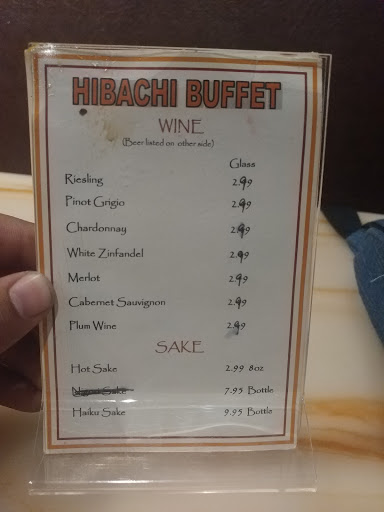 HIBACHI BUFFET
WINE
(Beer listed on other side)
Glass
Riesling 2.99
Pinot Grigio 2.99
Chardonnay 2.99
White Zinfandel 2.99
Merlot 2.99
Cabernet Sauvignon 2.99
Plum Wine 2.99
SAKE
Hot Sake 2.99 8oz
Sake 7.95 Bottle
Haiku Sake 9.95 Bottle